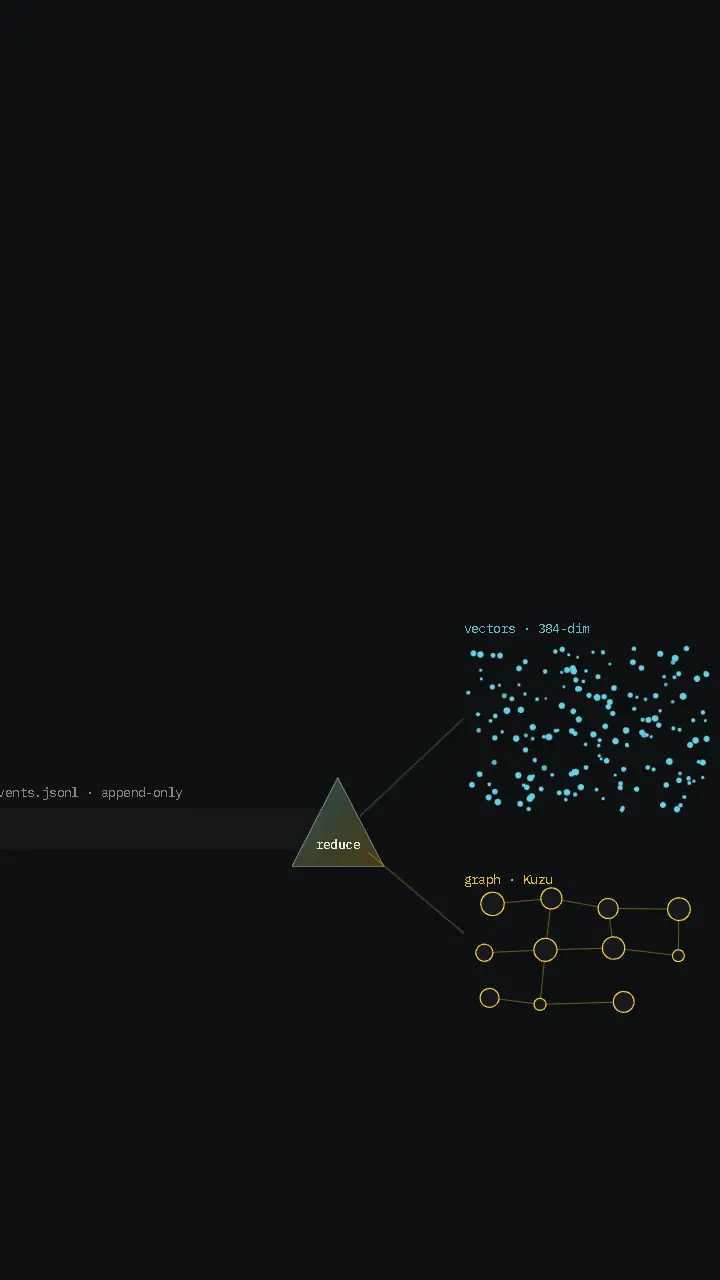 vectors · 384-dim
vents.jsonl · append-only
reduce
graph · Kuzu